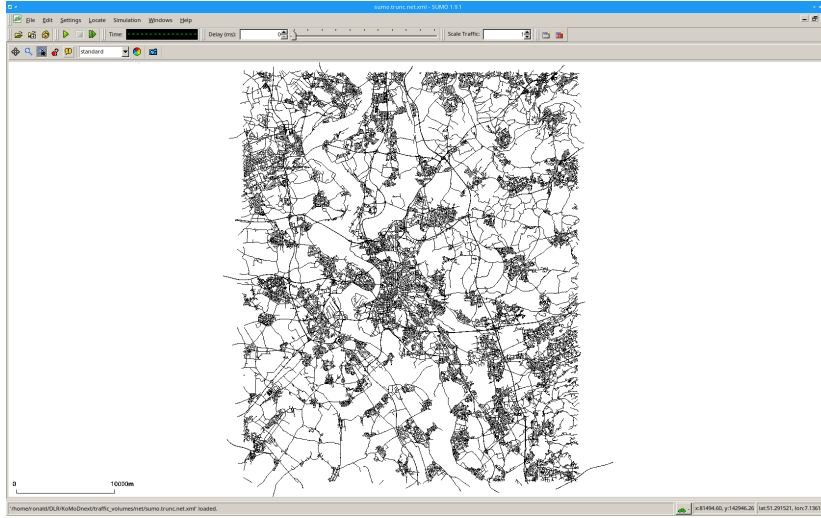 sumo.trunc.net.xml - SUMO 1.9.1
File Edit Settings Locate Simulation Windows Help
Time: Delay (ms): 0 Scale Traffic: 1
standard
0 10000m
'/home/ronald/DLR/KoMoDnext/traffic_volumes/net/sumo.trunc.net.xml' loaded. x:81494.60, y:142946.26 lat:51.291521, lon:7.1361